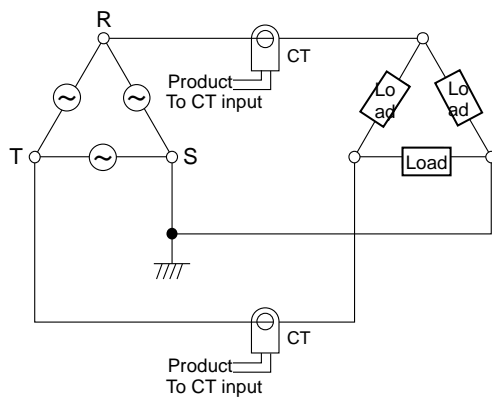 R
CT
Product
To CT input
Lo
ad
Lo
ad
T
S
Load
CT
Product
To CT input